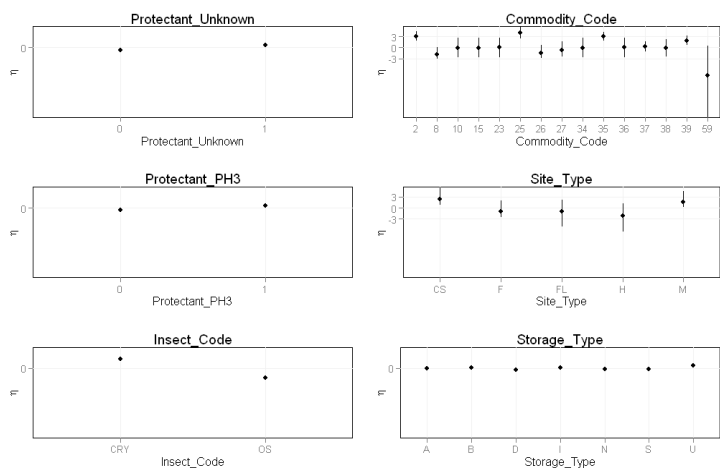 Protectant_Unknown
0
η
0 1
Protectant_Unknown
Commodity_Code
3
0
-3
η
2 8 10 15 23 25 26 27 34 35 36 37 38 39 59
Commodity_Code
Protectant_PH3
0
η
0 1
Protectant_PH3
Site_Type
3
0
-3
η
CS F FL H M
Site_Type
Insect_Code
0
η
CRY OS
Insect_Code
Storage_Type
0
η
A B D I N S U
Storage_Type